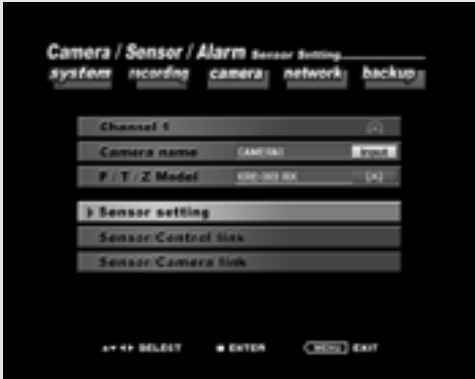 Camera / Sensor / Alarm Sensor Setting
system recording camera network backup
Channel 1
Camera name CAMERA1 Input
P / T / Z Model
Sensor setting
Sensor/Control link
Sensor/Camera link
SELECT ENTER MENU EXIT